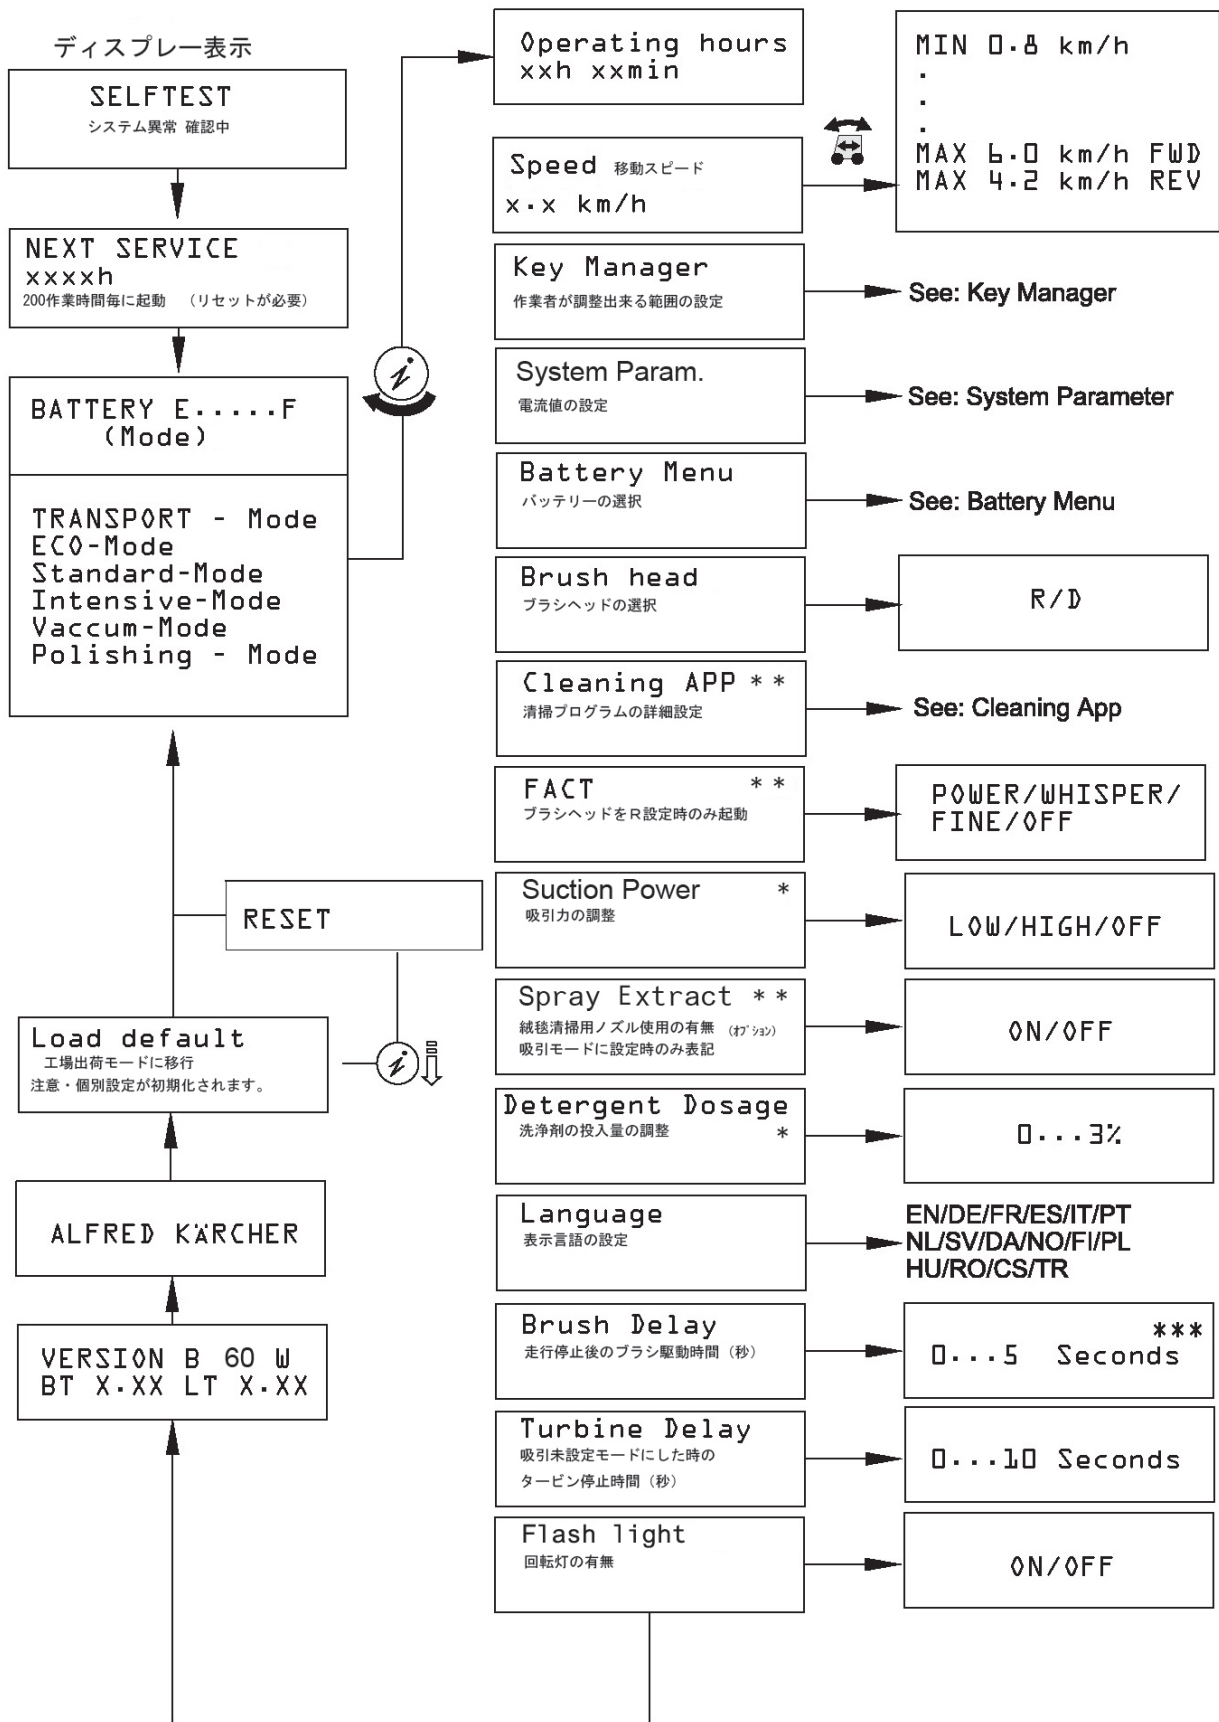 ディスプレー表示
SELFTEST
システム異常 確認中
NEXT SERVICE
xxxxh
200作業時間毎に起動 (リセットが必要)
BATTERY E.....F
(Mode)
TRANSPORT - Mode
ECO-Mode
Standard-Mode
Intensive-Mode
Vaccum-Mode
Polishing - Mode
RESET
Load default
工場出荷モードに移行
注意・個別設定が初期化されます。
ALFRED KÄRCHER
VERSION B 60 W
BT X.XX LT X.XX
i
i
Operating hours
xxh xxmin
Speed 移動スピード
x.x km/h
MIN 0.8 km/h
.
.
.
MAX 6.0 km/h FWD
MAX 4.2 km/h REV
Key Manager
作業者が調整出来る範囲の設定
See: Key Manager
System Param.
電流値の設定
See: System Parameter
Battery Menu
バッテリーの選択
See: Battery Menu
Brush head
ブラシヘッドの選択
R/D
Cleaning APP **
清掃プログラムの詳細設定
See: Cleaning App
FACT **
ブラシヘッドをR設定時のみ起動
POWER/WHISPER/
FINE/OFF
Suction Power *
吸引力の調整
LOW/HIGH/OFF
Spray Extract **
絨毯清掃用ノズル使用の有無 (オプション)
吸引モードに設定時のみ表記
ON/OFF
Detergent Dosage
洗浄剤の投入量の調整 *
0...3%
Language
表示言語の設定
EN/DE/FR/ES/IT/PT
NL/SV/DA/NO/FI/PL
HU/RO/CS/TR
Brush Delay
走行停止後のブラシ駆動時間(秒)
***
0...5 Seconds
Turbine Delay
吸引未設定モードにした時の
タービン停止時間(秒)
0...10 Seconds
Flash light
回転灯の有無
ON/OFF